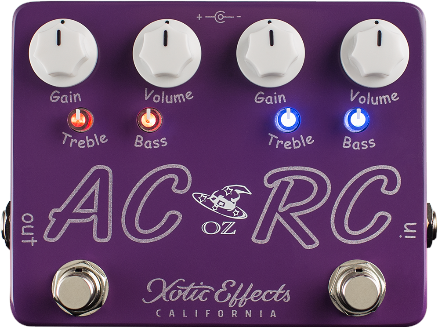 + -
Gain Volume Gain Volume
Treble Bass Treble Bass
AC OZ RC
out in
Xotic Effects
CALIFORNIA